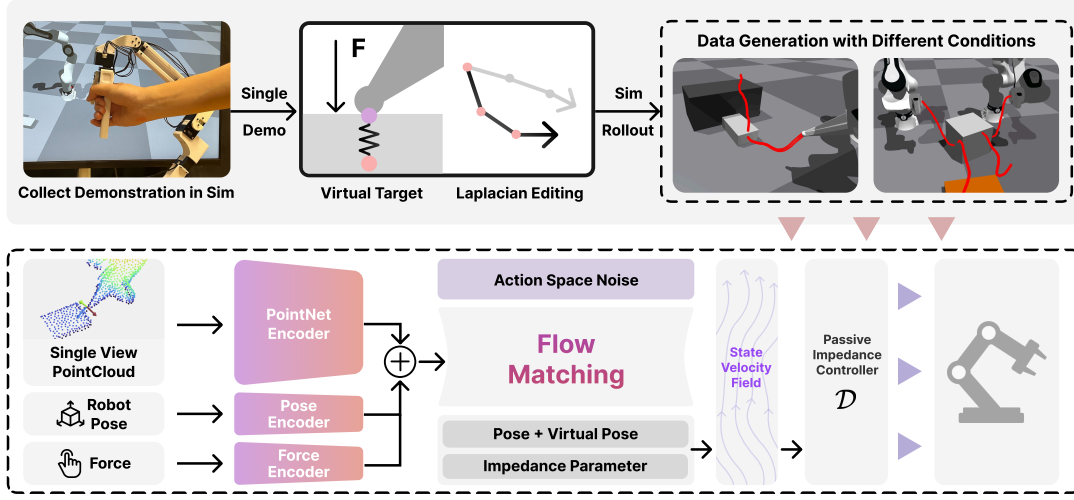 Data Generation with Different Conditions
F
Single
Demo
Sim
Rollout
Collect Demonstration in Sim
Virtual Target
Laplacian Editing
Single View
PointCloud
Robot
Pose
Force
PointNet
Encoder
Pose
Encoder
Force
Encoder
Action Space Noise
Flow
Matching
Pose + Virtual Pose
Impedance Parameter
State
Velocity
Field
Passive
Impedance
Controller
𝒟